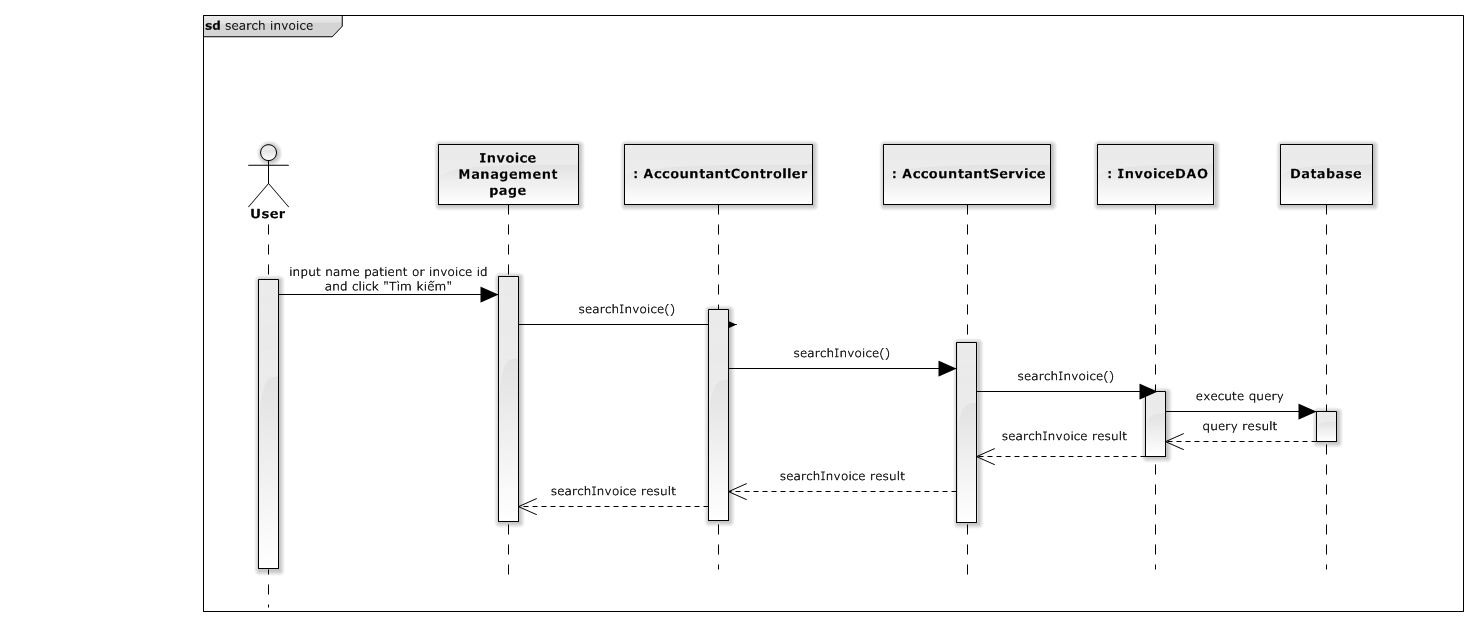 sd search invoice
Invoice
Management
page
: AccountantController
: AccountantService
: InvoiceDAO
Database
User
input name patient or invoice id
and click "Tìm kiếm"
searchInvoice()
searchInvoice()
searchInvoice()
execute query
query result
searchInvoice result
searchInvoice result
searchInvoice result